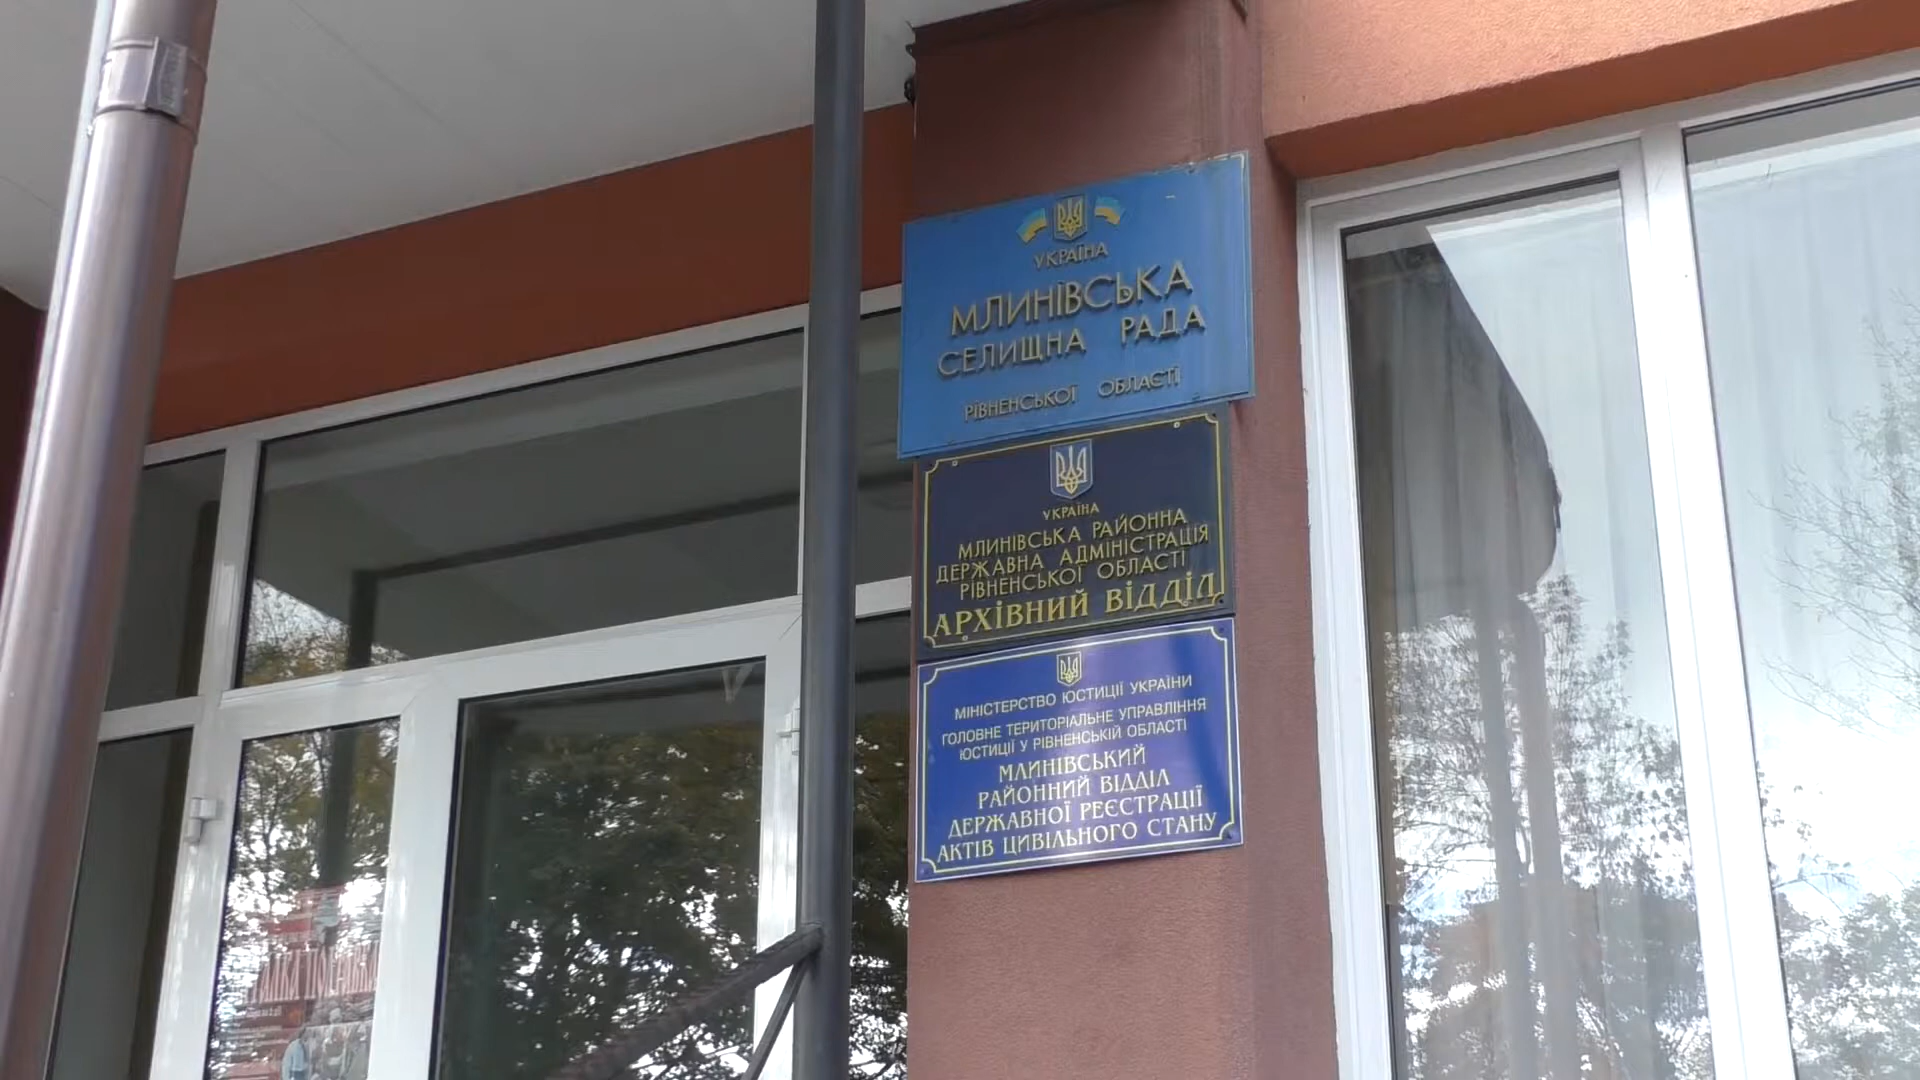 УКРАЇНА
МЛИНІВСЬКА
СЕЛИЩНА РАДА
РІВНЕНСЬКОЇ ОБЛАСТІ
УКРАЇНА
МЛИНІВСЬКА РАЙОННА
ДЕРЖАВНА АДМІНІСТРАЦІЯ
РІВНЕНСЬКОЇ ОБЛАСТІ
АРХІВНИЙ ВІДДІЛ
МІНІСТЕРСТВО ЮСТИЦІЇ УКРАЇНИ
ГОЛОВНЕ ТЕРИТОРІАЛЬНЕ УПРАВЛІННЯ
ЮСТИЦІЇ У РІВНЕНСЬКІЙ ОБЛАСТІ
МЛИНІВСЬКИЙ
РАЙОННИЙ ВІДДІЛ
ДЕРЖАВНОЇ РЕЄСТРАЦІЇ
АКТІВ ЦИВІЛЬНОГО СТАНУ